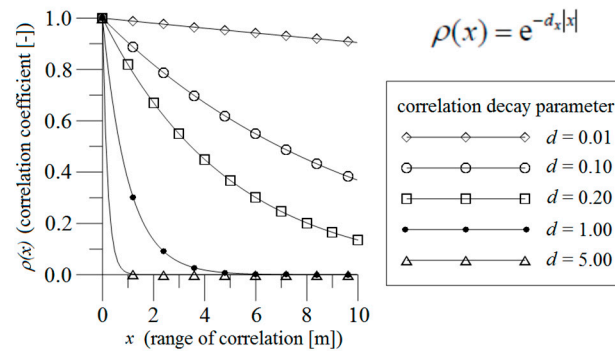 ρ(x) = e^{-d_x|x|}
1.0
0.8
0.6
0.4
0.2
0.0
ρ(x) (correlation coefficient [-]
0 2 4 6 8 10
x (range of correlation [m])
correlation decay parameter
d = 0.01
d = 0.10
d = 0.20
d = 1.00
d = 5.00